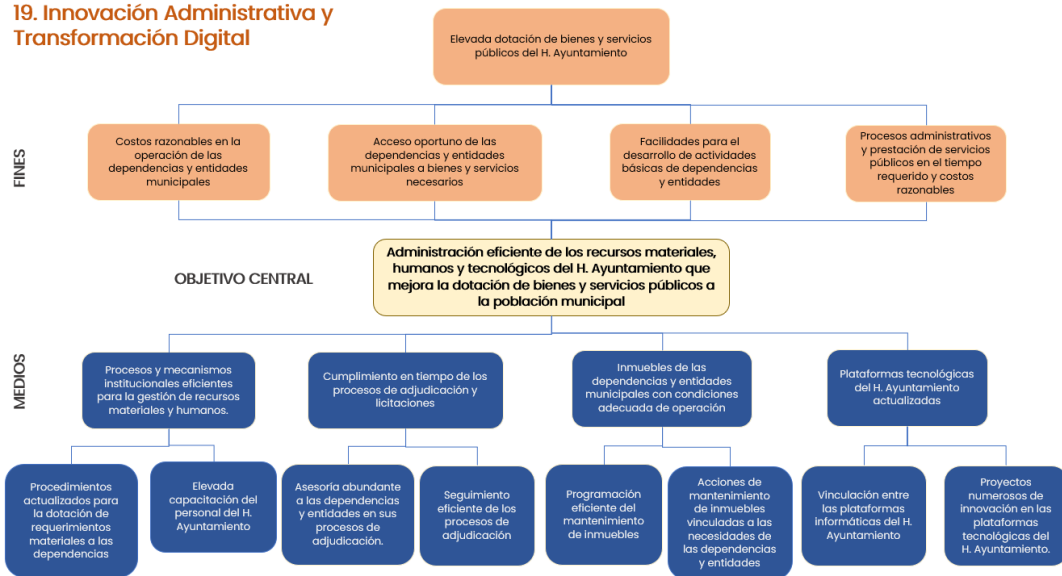 19. Innovación Administrativa y
Transformación Digital
Elevada dotación de bienes y servicios
públicos del H. Ayuntamiento
FINES
Costos razonables en la
operación de las
dependencias y entidades
municipales
Acceso oportuno de las
dependencias y entidades
municipales a bienes y servicios
necesarios
Facilidades para el
desarrollo de actividades
básicas de dependencias
y entidades
Procesos administrativos
y prestación de servicios
públicos en el tiempo
requerido y costos
razonables
OBJETIVO CENTRAL
Administración eficiente de los recursos materiales,
humanos y tecnológicos del H. Ayuntamiento que
mejora la dotación de bienes y servicios públicos a
la población municipal
MEDIOS
Procesos y mecanismos
institucionales eficientes
para la gestión de recursos
materiales y humanos.
Cumplimiento en tiempo de los
procesos de adjudicación y
licitaciones
Inmuebles de las
dependencias y entidades
municipales con condiciones
adecuada de operación
Plataformas tecnológicas
del H. Ayuntamiento
actualizadas
Procedimientos
actualizados para
la dotación de
requerimientos
materiales a las
dependencias
Elevada
capacitación del
personal del H.
Ayuntamiento
Asesoría abundante
a las dependencias
y entidades en sus
procesos de
adjudicación.
Seguimiento
eficiente de los
procesos de
adjudicación
Programación
eficiente del
mantenimiento
de inmuebles
Acciones de
mantenimiento
de inmuebles
vinculadas a las
necesidades de
las dependencias
y entidades
Vinculación entre
las plataformas
informáticas del H.
Ayuntamiento
Proyectos
numerosos de
innovación en las
plataformas
tecnológicas del
H. Ayuntamiento.